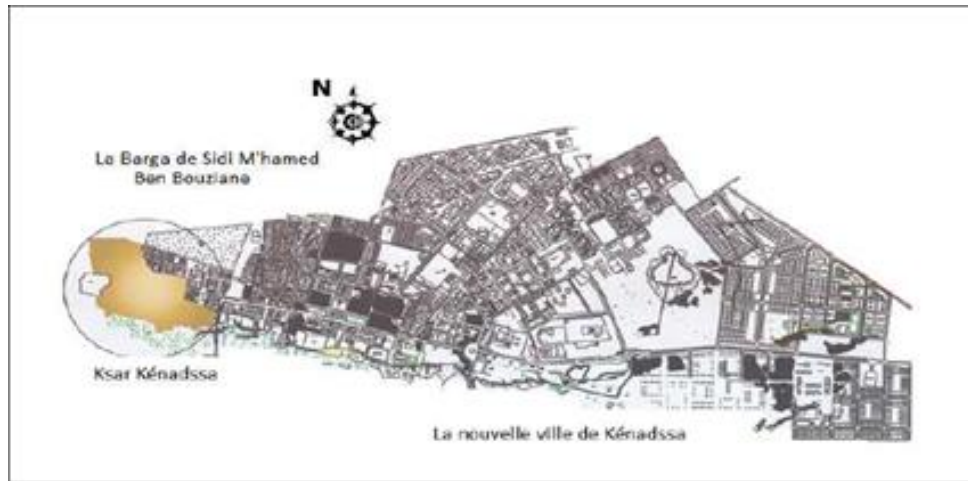 N
La Barga de Sidi M'hamed
Ben Bouziane
Ksar Kénadssa
La nouvelle ville de Kénadssa